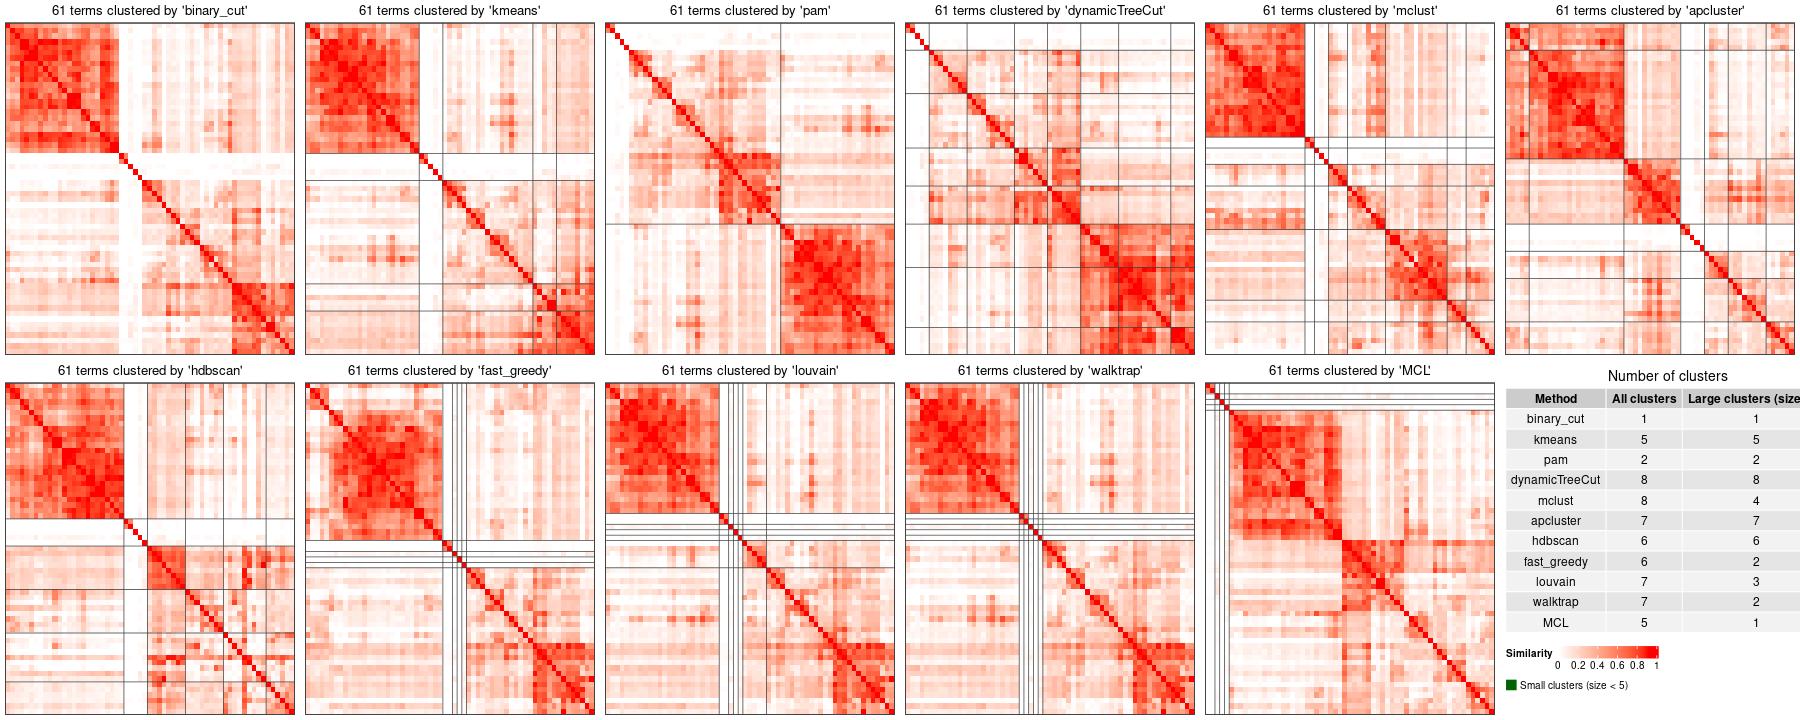 61 terms clustered by 'binary_cut'
61 terms clustered by 'kmeans'
61 terms clustered by 'pam'
61 terms clustered by 'dynamicTreeCut'
61 terms clustered by 'mclust'
61 terms clustered by 'apcluster'
61 terms clustered by 'hdbscan'
61 terms clustered by 'fast_greedy'
61 terms clustered by 'louvain'
61 terms clustered by 'walktrap'
61 terms clustered by 'MCL'
Number of clusters
Method All clusters Large clusters (size
binary_cut 1 1
kmeans 5 5
pam 2 2
dynamicTreeCut 8 8
mclust 8 4
apcluster 7 7
hdbscan 6 6
fast_greedy 6 2
louvain 7 3
walktrap 7 2
MCL 5 1
Similarity
0 0.2 0.4 0.6 0.8 1
Small clusters (size < 5)